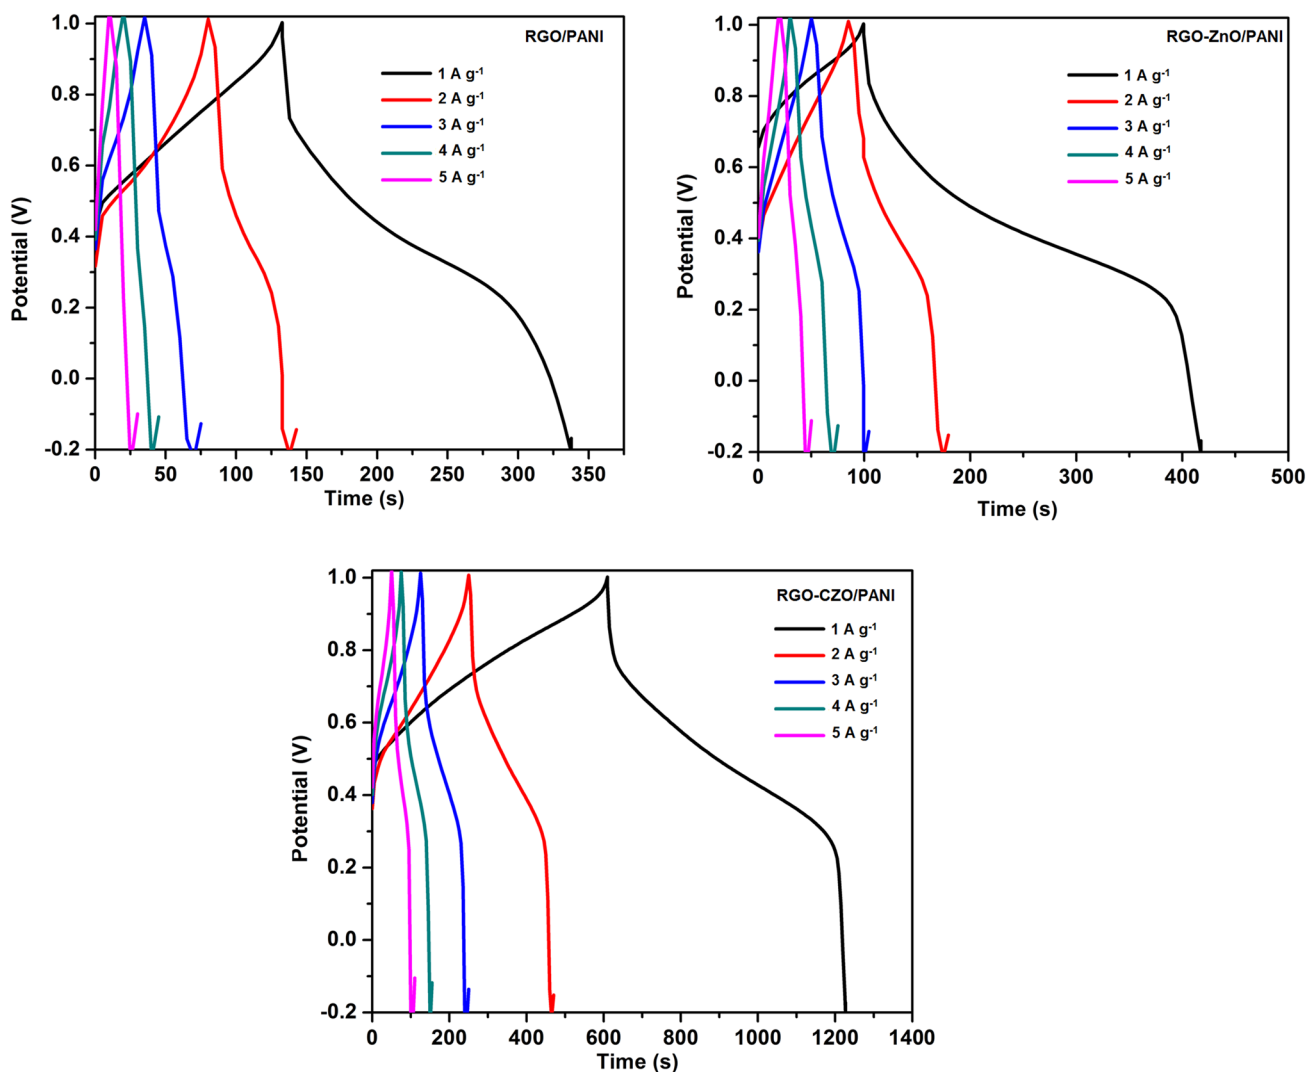 RGO/PANI
1 A g⁻¹
2 A g⁻¹
3 A g⁻¹
4 A g⁻¹
5 A g⁻¹
1.0
0.8
0.6
0.4
0.2
0.0
-0.2
Potential (V)
0 50 100 150 200 250 300 350
Time (s)
RGO-ZnO/PANI
1 A g⁻¹
2 A g⁻¹
3 A g⁻¹
4 A g⁻¹
5 A g⁻¹
1.0
0.8
0.6
0.4
0.2
0.0
-0.2
Potential (V)
0 100 200 300 400 500
Time (s)
RGO-CZO/PANI
1 A g⁻¹
2 A g⁻¹
3 A g⁻¹
4 A g⁻¹
5 A g⁻¹
1.0
0.8
0.6
0.4
0.2
0.0
-0.2
Potential (V)
0 200 400 600 800 1000 1200 1400
Time (s)